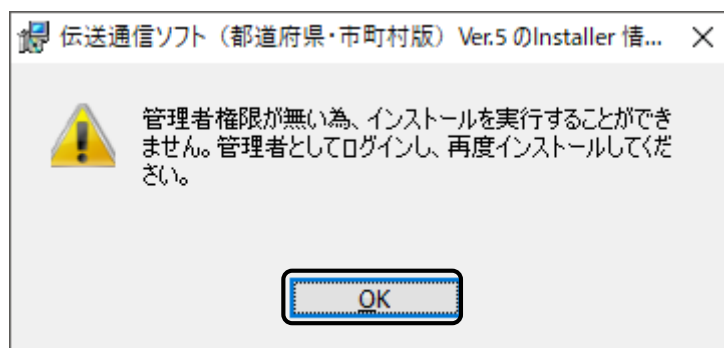 伝送通信ソフト（都道府県・市町村版） Ver.5 のInstaller 情...
管理者権限が無い為、インストールを実行することができ
ません。管理者としてログインし、再度インストールしてくだ
さい。
OK